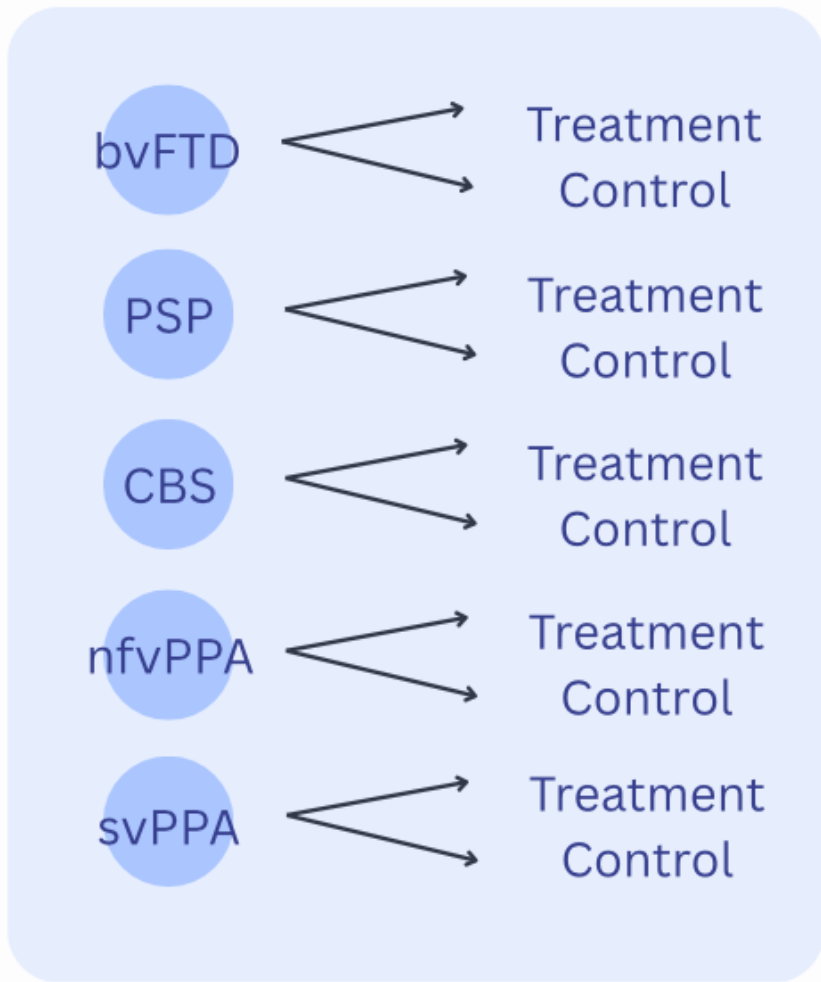 bvFTD
Treatment
Control
PSP
Treatment
Control
CBS
Treatment
Control
nfvPPA
Treatment
Control
svPPA
Treatment
Control